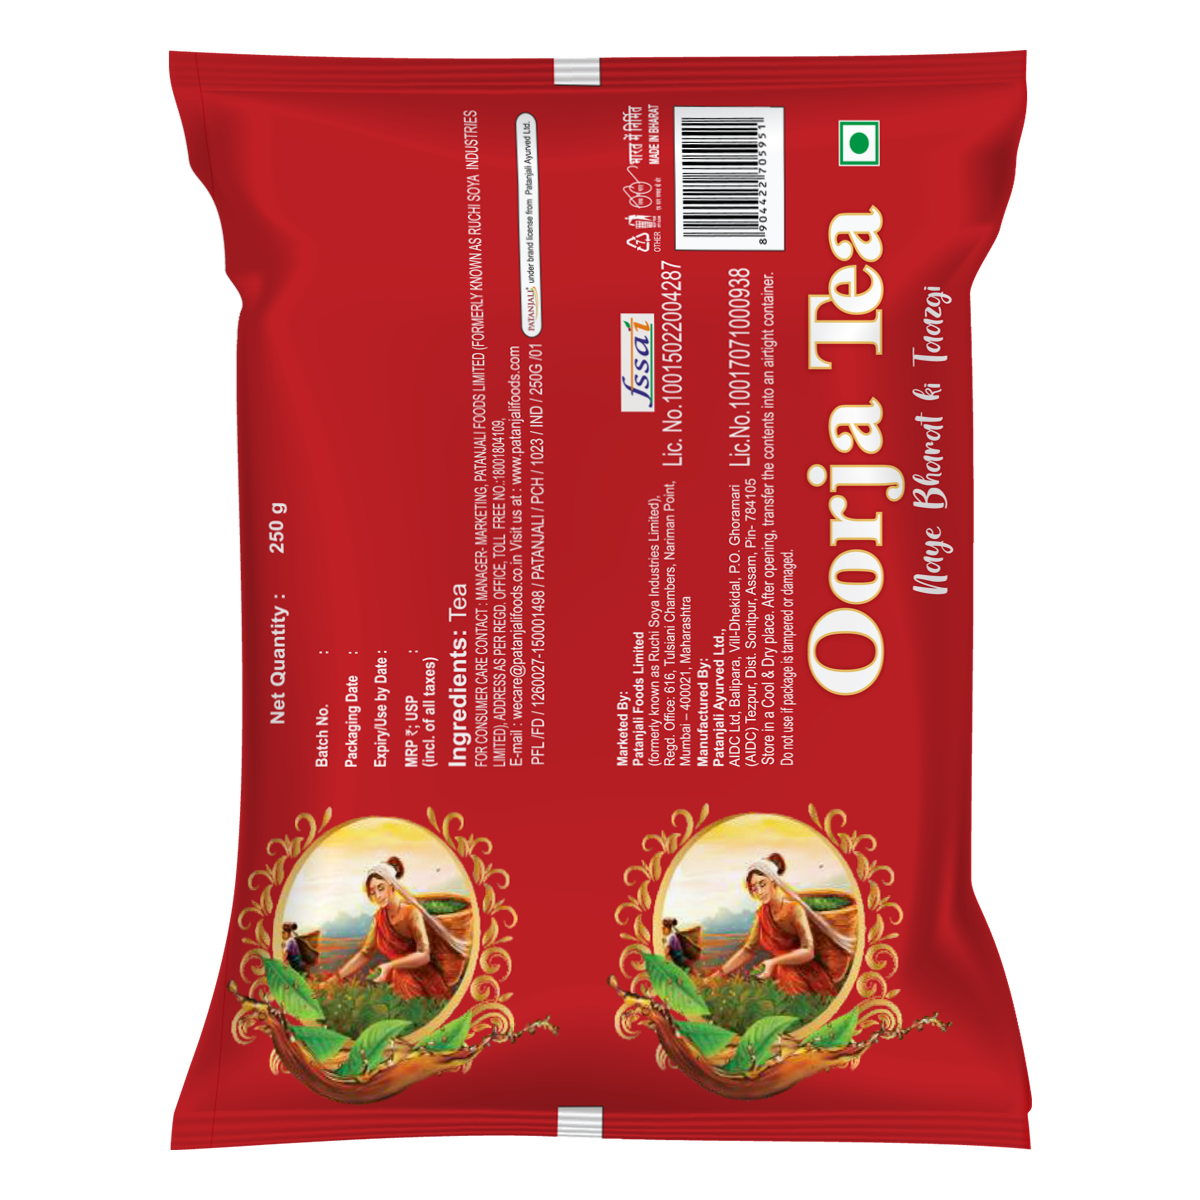 Net Quantity : 250 g
Batch No. :
Packaging Date :
Expiry/Use by Date :
MRP ₹; USP :
(incl. of all taxes)
Ingredients: Tea
FOR CONSUMER CARE CONTACT : MANAGER- MARKETING, PATANJALI FOODS LIMITED (FORMERLY KNOWN AS RUCHI SOYA INDUSTRIES
LIMITED), ADDRESS AS PER REGD. OFFICE, TOLL FREE NO.:18001804109,
E-mail : wecare@patanjalifoods.co.in Visit us at : www.patanjalifoods.com
PFL /FD / 1260027-150001498 / PATANJALI / PCH / 1023 / IND / 250G /01
PATANJALI under brand license from Patanjali Ayurved Ltd.
Marketed By:
Patanjali Foods Limited
(formerly Known as Ruchi Soya Industries Limited),
Regd. Office: 616, Tulsiani Chambers, Nariman Point,
Mumbai – 400021, Maharashtra
Manufactured By:
Patanjali Ayurved Ltd.,
AIDC Ltd, Balipara, Vill-Dhekidal, P.O. Ghoramari
(AIDC) Tezpur, Dist. Sonitpur, Assam, Pin- 784105
Store in a Cool & Dry place. After opening, transfer the contents into an airtight container.
Do not use if package is tampered or damaged.
fssai
Lic. No.10015022004287
Lic.No.10017071000938
OTHER
भारत में निर्मित
MADE IN BHARAT
8 904422 705951
Oorja Tea
Naye Bharat ki Taazgi